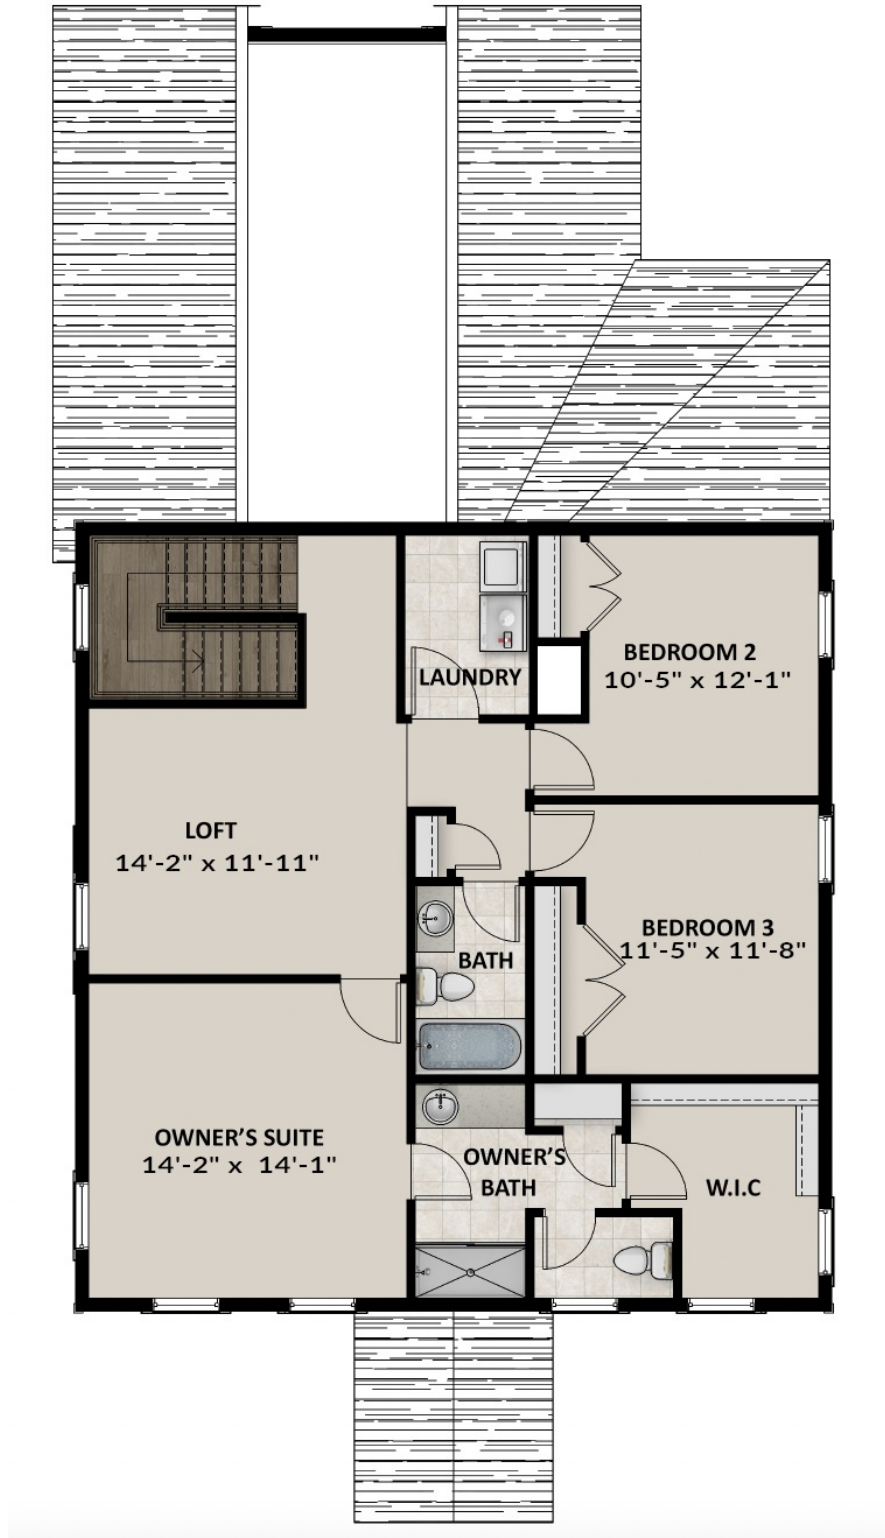 LAUNDRY
BEDROOM 2
10'-5" x 12'-1"
LOFT
14'-2" x 11'-11"
BEDROOM 3
11'-5" x 11'-8"
BATH
OWNER’S SUITE
14'-2" x 14'-1"
OWNER’S
BATH
W.I.C